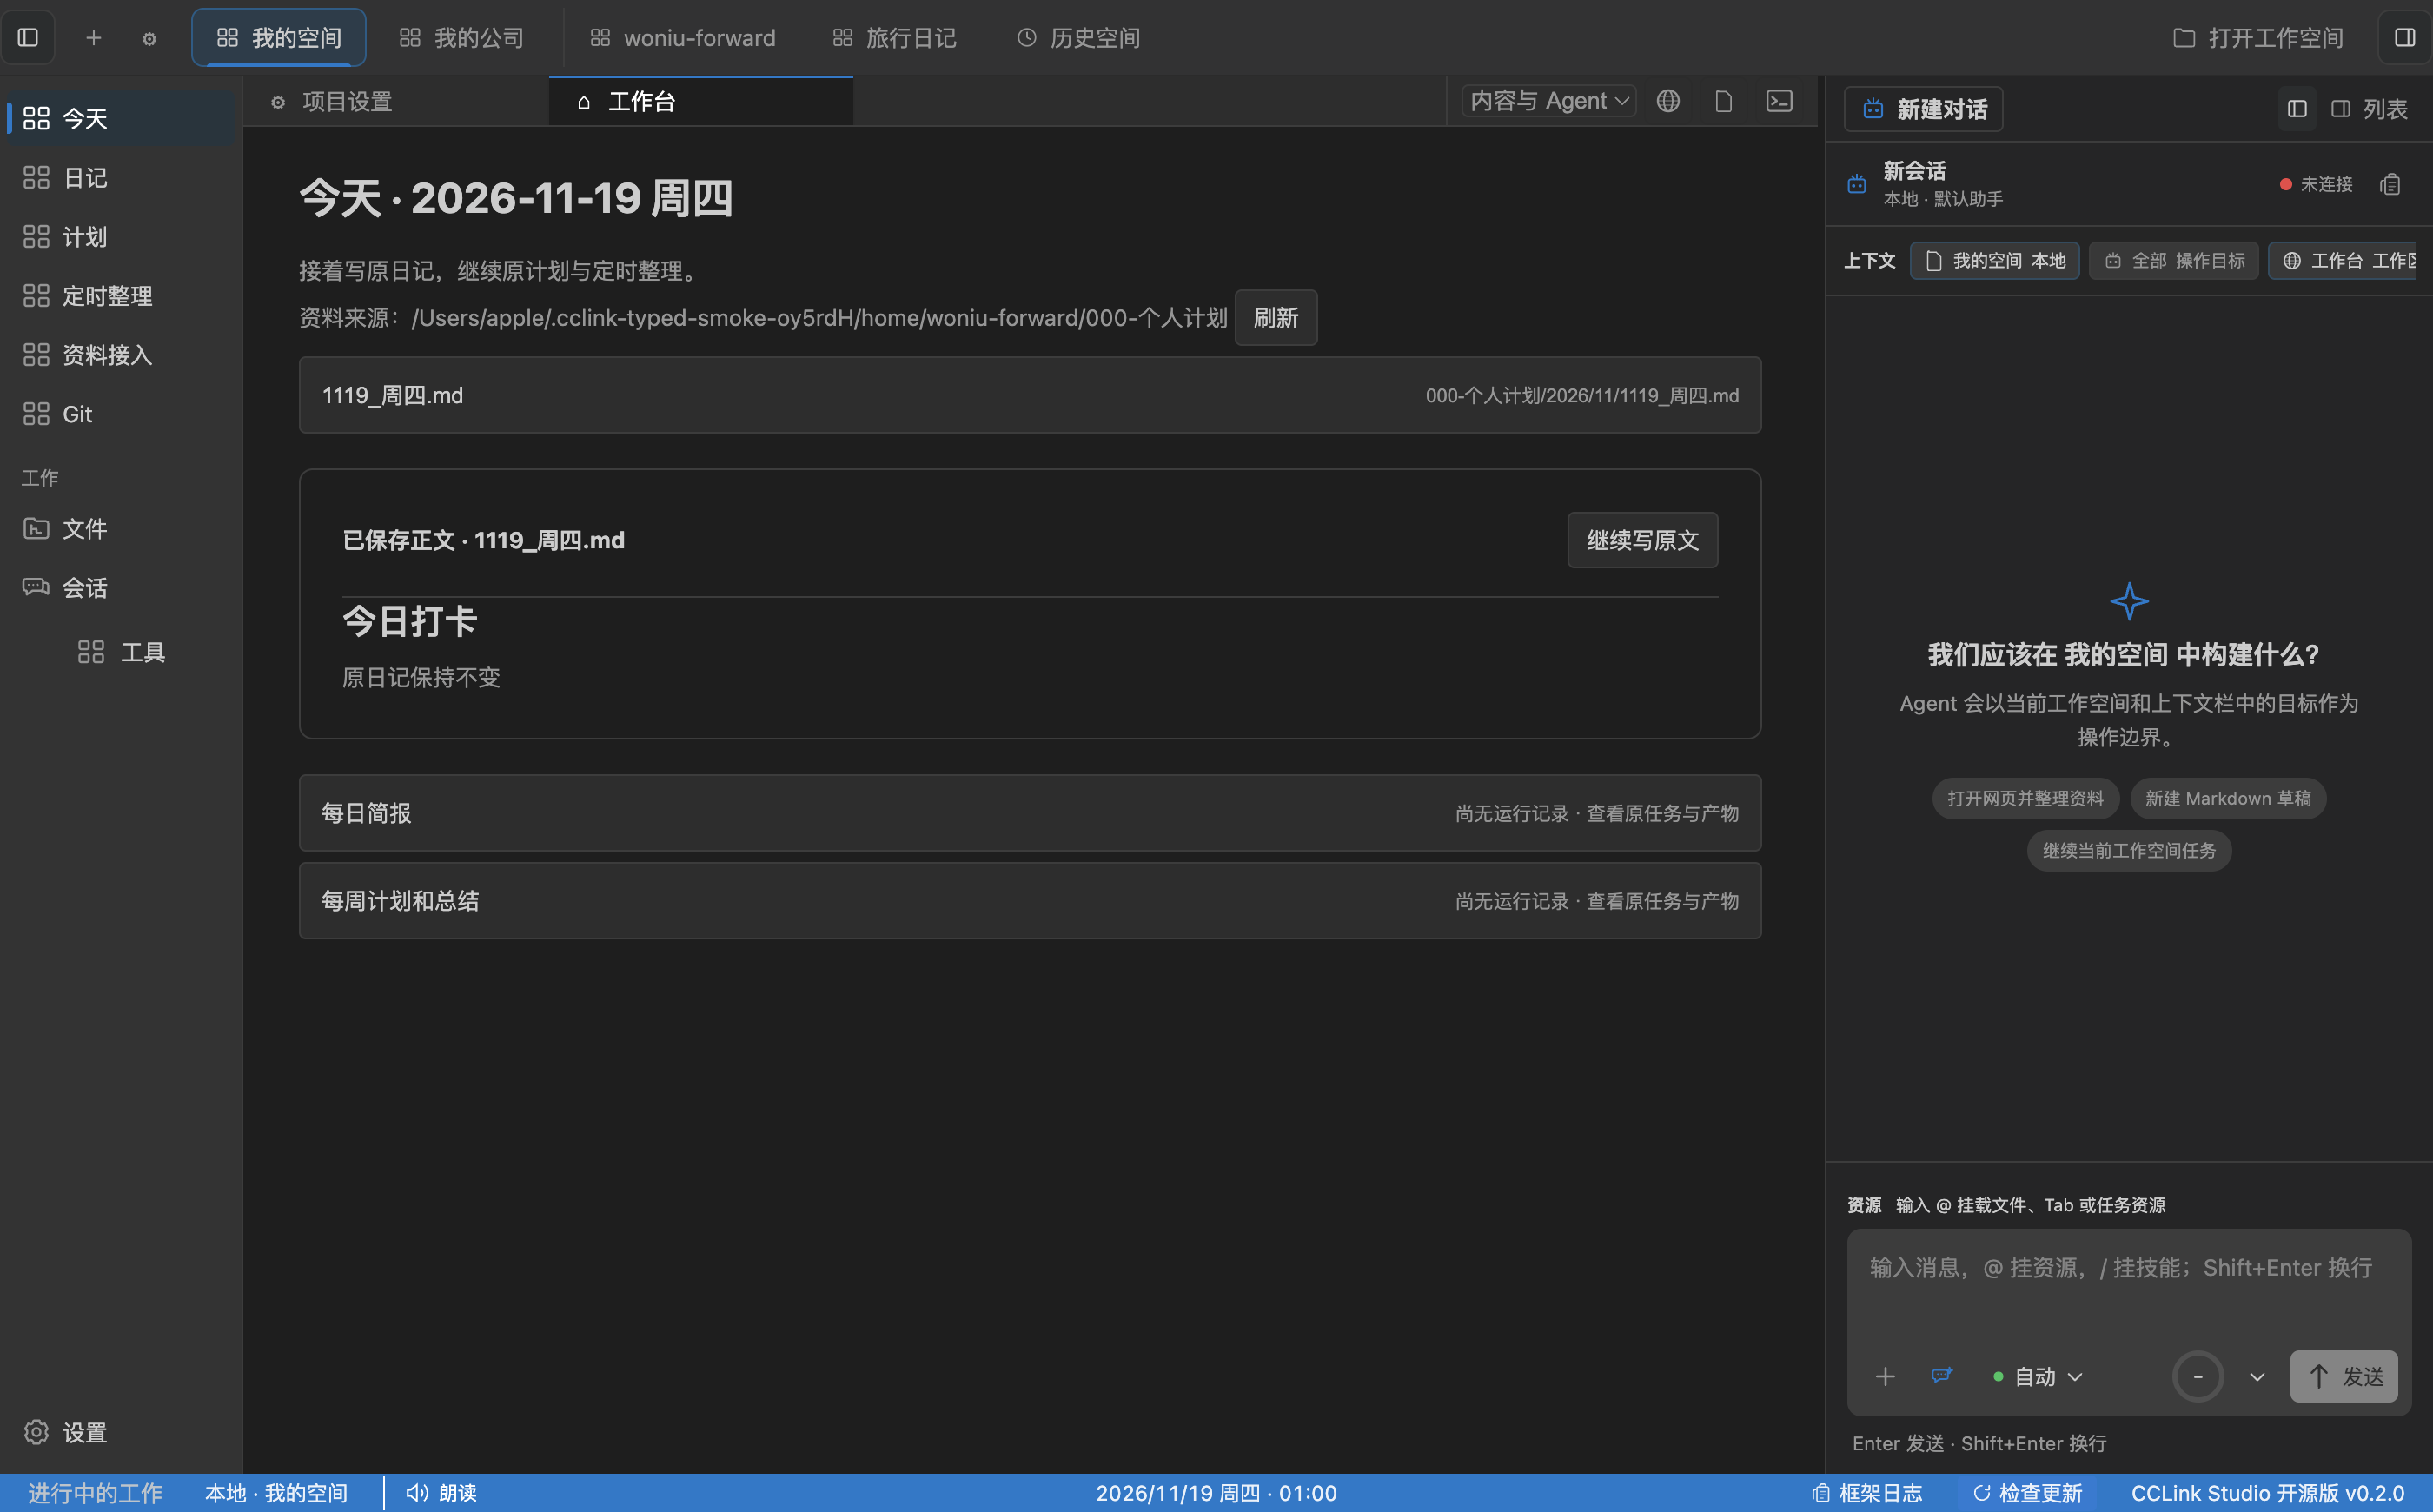 我的空间
我的公司
woniu-forward
旅行日记
历史空间
打开工作空间
今天
日记
计划
定时整理
资料接入
Git
工作
文件
会话
工具
设置
项目设置
工作台
内容与 Agent
今天 · 2026-11-19 周四
接着写原日记，继续原计划与定时整理。
资料来源：/Users/apple/.cclink-typed-smoke-oy5rdH/home/woniu-forward/000-个人计划 刷新
1119_周四.md 000-个人计划/2026/11/1119_周四.md
已保存正文 · 1119_周四.md 继续写原文
今日打卡
原日记保持不变
每日简报 尚无运行记录 · 查看原任务与产物
每周计划和总结 尚无运行记录 · 查看原任务与产物
新建对话 列表
新会话
本地 · 默认助手
未连接
上下文 我的空间 本地 全部 操作目标 工作台 工作区
我们应该在 我的空间 中构建什么？
Agent 会以当前工作空间和上下文栏中的目标作为
操作边界。
打开网页并整理资料 新建 Markdown 草稿
继续当前工作空间任务
资源 输入 @ 挂载文件、Tab 或任务资源
输入消息，@ 挂资源，/ 挂技能；Shift+Enter 换行
自动 - 发送
Enter 发送 · Shift+Enter 换行
进行中的工作 本地 · 我的空间 朗读 2026/11/19 周四 · 01:00 框架日志 检查更新 CCLink Studio 开源版 v0.2.0